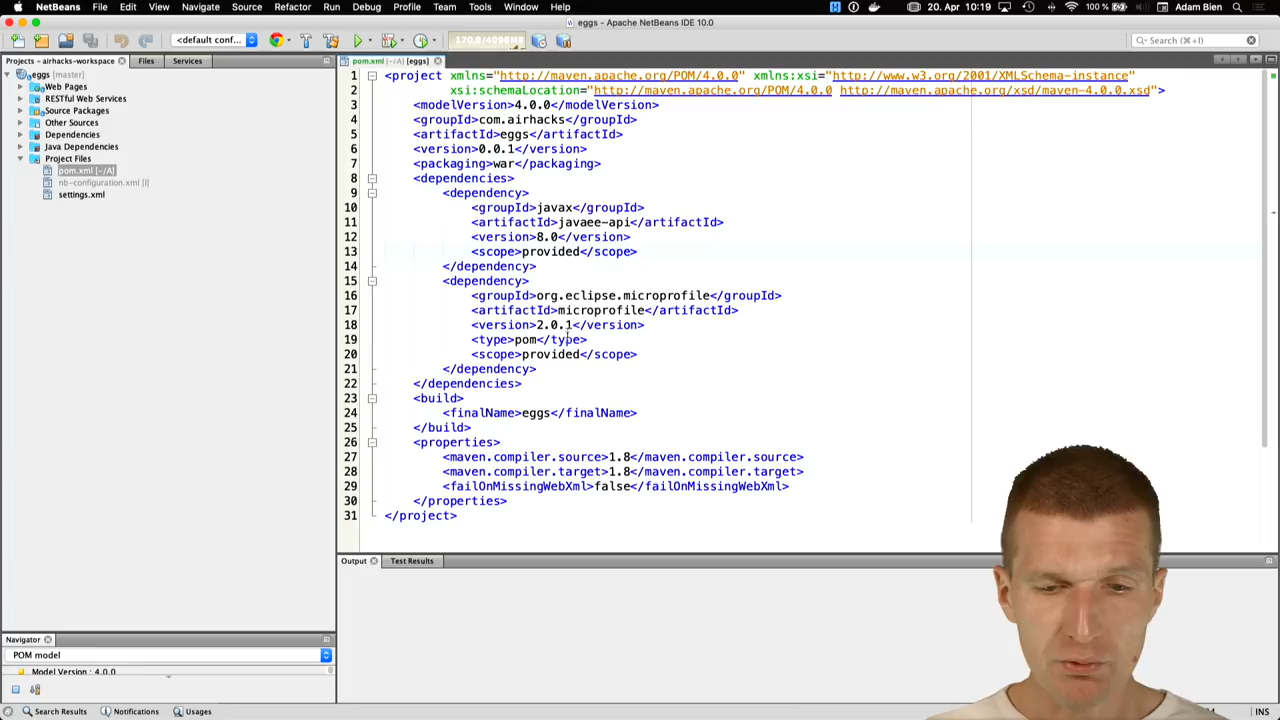 NetBeans File Edit View Navigate Source Refactor Run Debug Profile Team Tools Window Help 100 % 20. Apr 10:19 Adam Bien
eggs - Apache NetBeans IDE 10.0
<default conf... 170,0/4096MB Search (⌘+I)
Projects - airhacks-workspace Files Services
eggs [master]
Web Pages
RESTful Web Services
Source Packages
Other Sources
Dependencies
Java Dependencies
Project Files
pom.xml [-/A]
nb-configuration.xml [I]
settings.xml
pom.xml [-/A] [eggs]
1 <project xmlns="http://maven.apache.org/POM/4.0.0" xmlns:xsi="http://www.w3.org/2001/XMLSchema-instance"
2 xsi:schemaLocation="http://maven.apache.org/POM/4.0.0 http://maven.apache.org/xsd/maven-4.0.0.xsd">
3 <modelVersion>4.0.0</modelVersion>
4 <groupId>com.airhacks</groupId>
5 <artifactId>eggs</artifactId>
6 <version>0.0.1</version>
7 <packaging>war</packaging>
8 <dependencies>
9 <dependency>
10 <groupId>javax</groupId>
11 <artifactId>javaee-api</artifactId>
12 <version>8.0</version>
13 <scope>provided</scope>
14 </dependency>
15 <dependency>
16 <groupId>org.eclipse.microprofile</groupId>
17 <artifactId>microprofile</artifactId>
18 <version>2.0.1</version>
19 <type>pom</type>
20 <scope>provided</scope>
21 </dependency>
22 </dependencies>
23 <build>
24 <finalName>eggs</finalName>
25 </build>
26 <properties>
27 <maven.compiler.source>1.8</maven.compiler.source>
28 <maven.compiler.target>1.8</maven.compiler.target>
29 <failOnMissingWebXml>false</failOnMissingWebXml>
30 </properties>
31 </project>
Output Test Results
Navigator
POM model
Model Version : 4.0.0
Search Results Notifications Usages INS